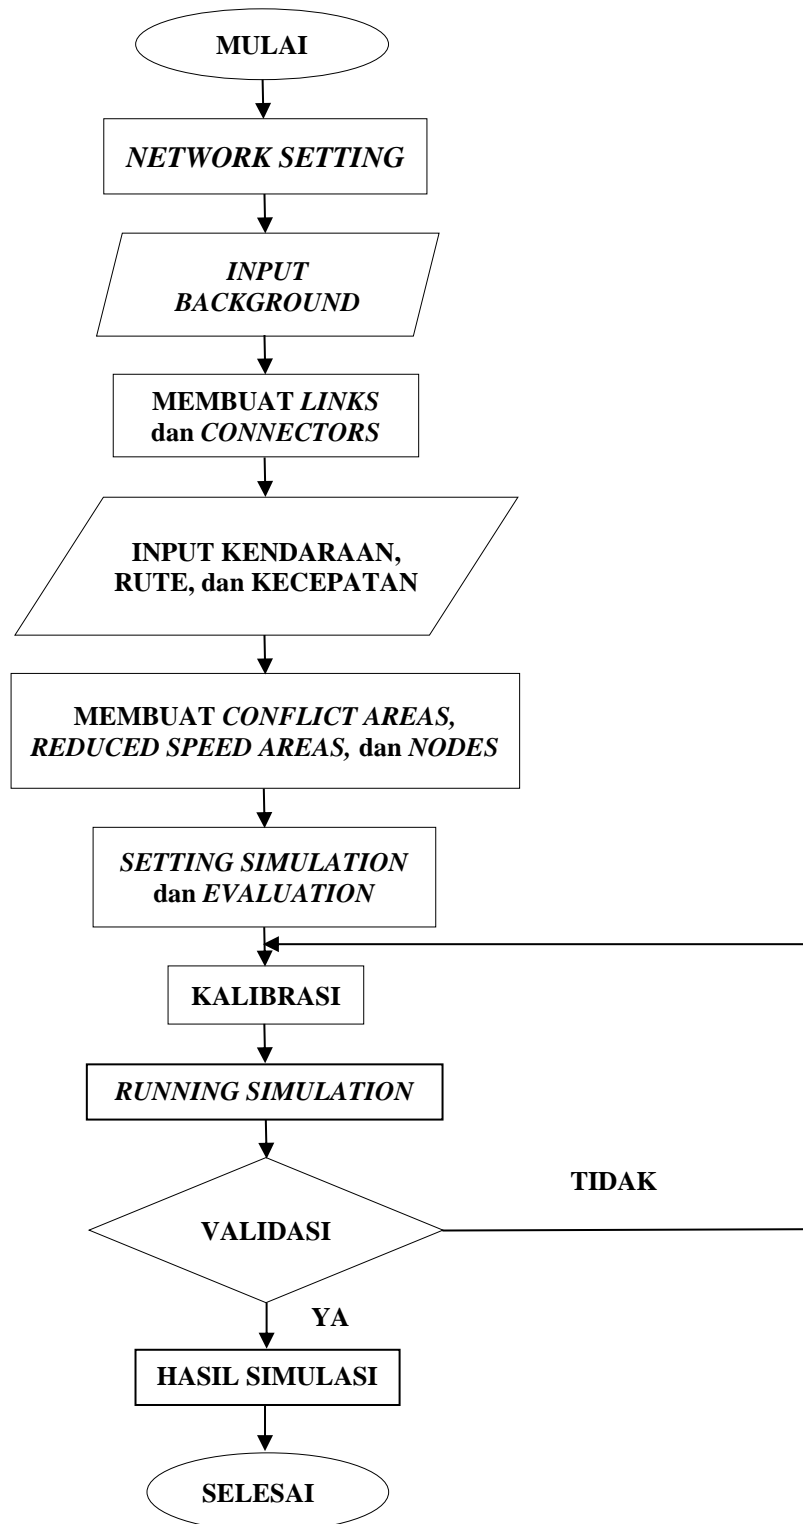 MULAI
NETWORK SETTING
INPUT
BACKGROUND
MEMBUAT LINKS
dan CONNECTORS
INPUT KENDARAAN,
RUTE, dan KECEPATAN
MEMBUAT CONFLICT AREAS,
REDUCED SPEED AREAS, dan NODES
SETTING SIMULATION
dan EVALUATION
KALIBRASI
RUNNING SIMULATION
TIDAK
VALIDASI
YA
HASIL SIMULASI
SELESAI